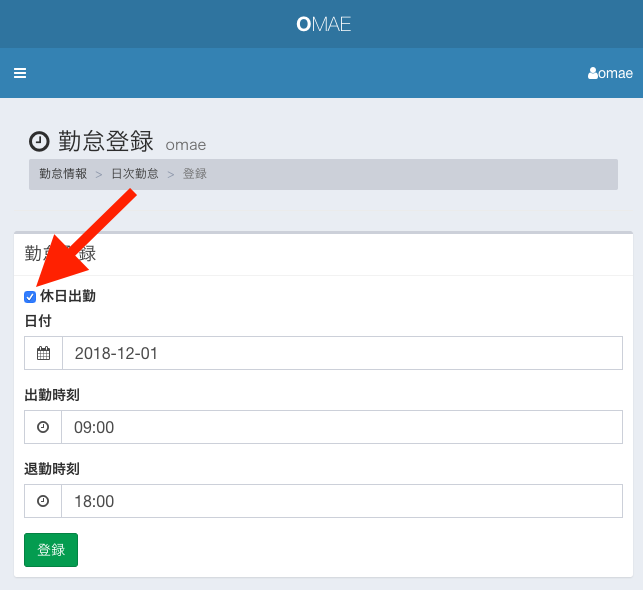 OMAE
omae
勤怠登録 omae
勤怠情報 > 日次勤怠 > 登録
勤怠登録
休日出勤
日付
2018-12-01
出勤時刻
09:00
退勤時刻
18:00
登録